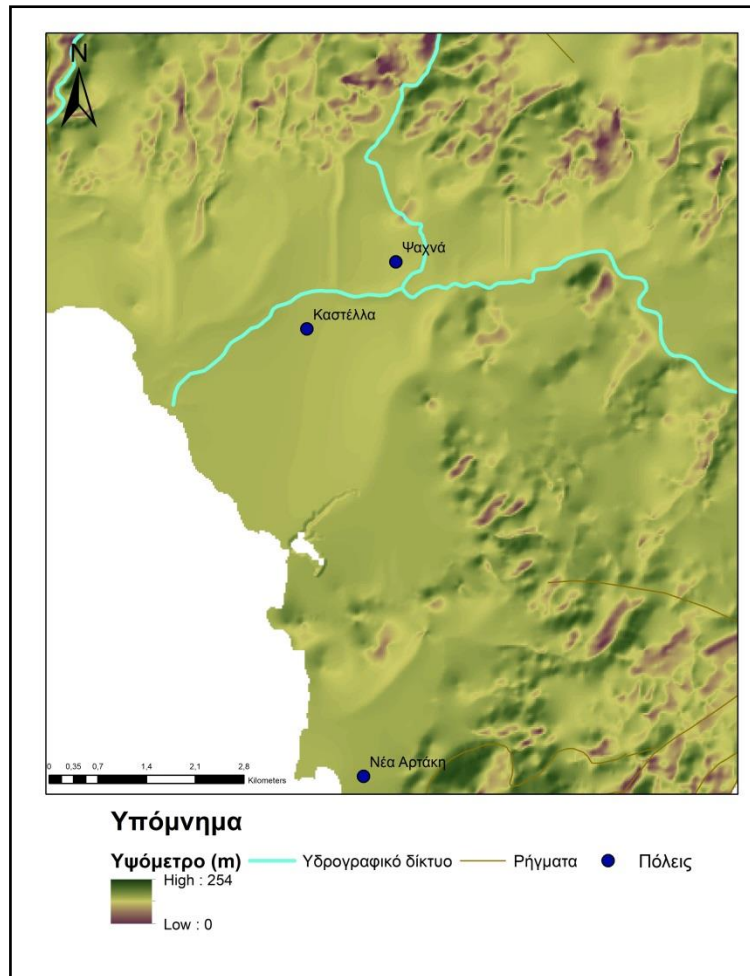 N
Ψαχνά
Καστέλλα
Νέα Αρτάκη
0 0,35 0,7 1,4 2,1 2,8
Kilometers
Υπόμνημα
Υψόμετρο (m) Υδρογραφικό δίκτυο Ρήγματα Πόλεις
High : 254
Low : 0